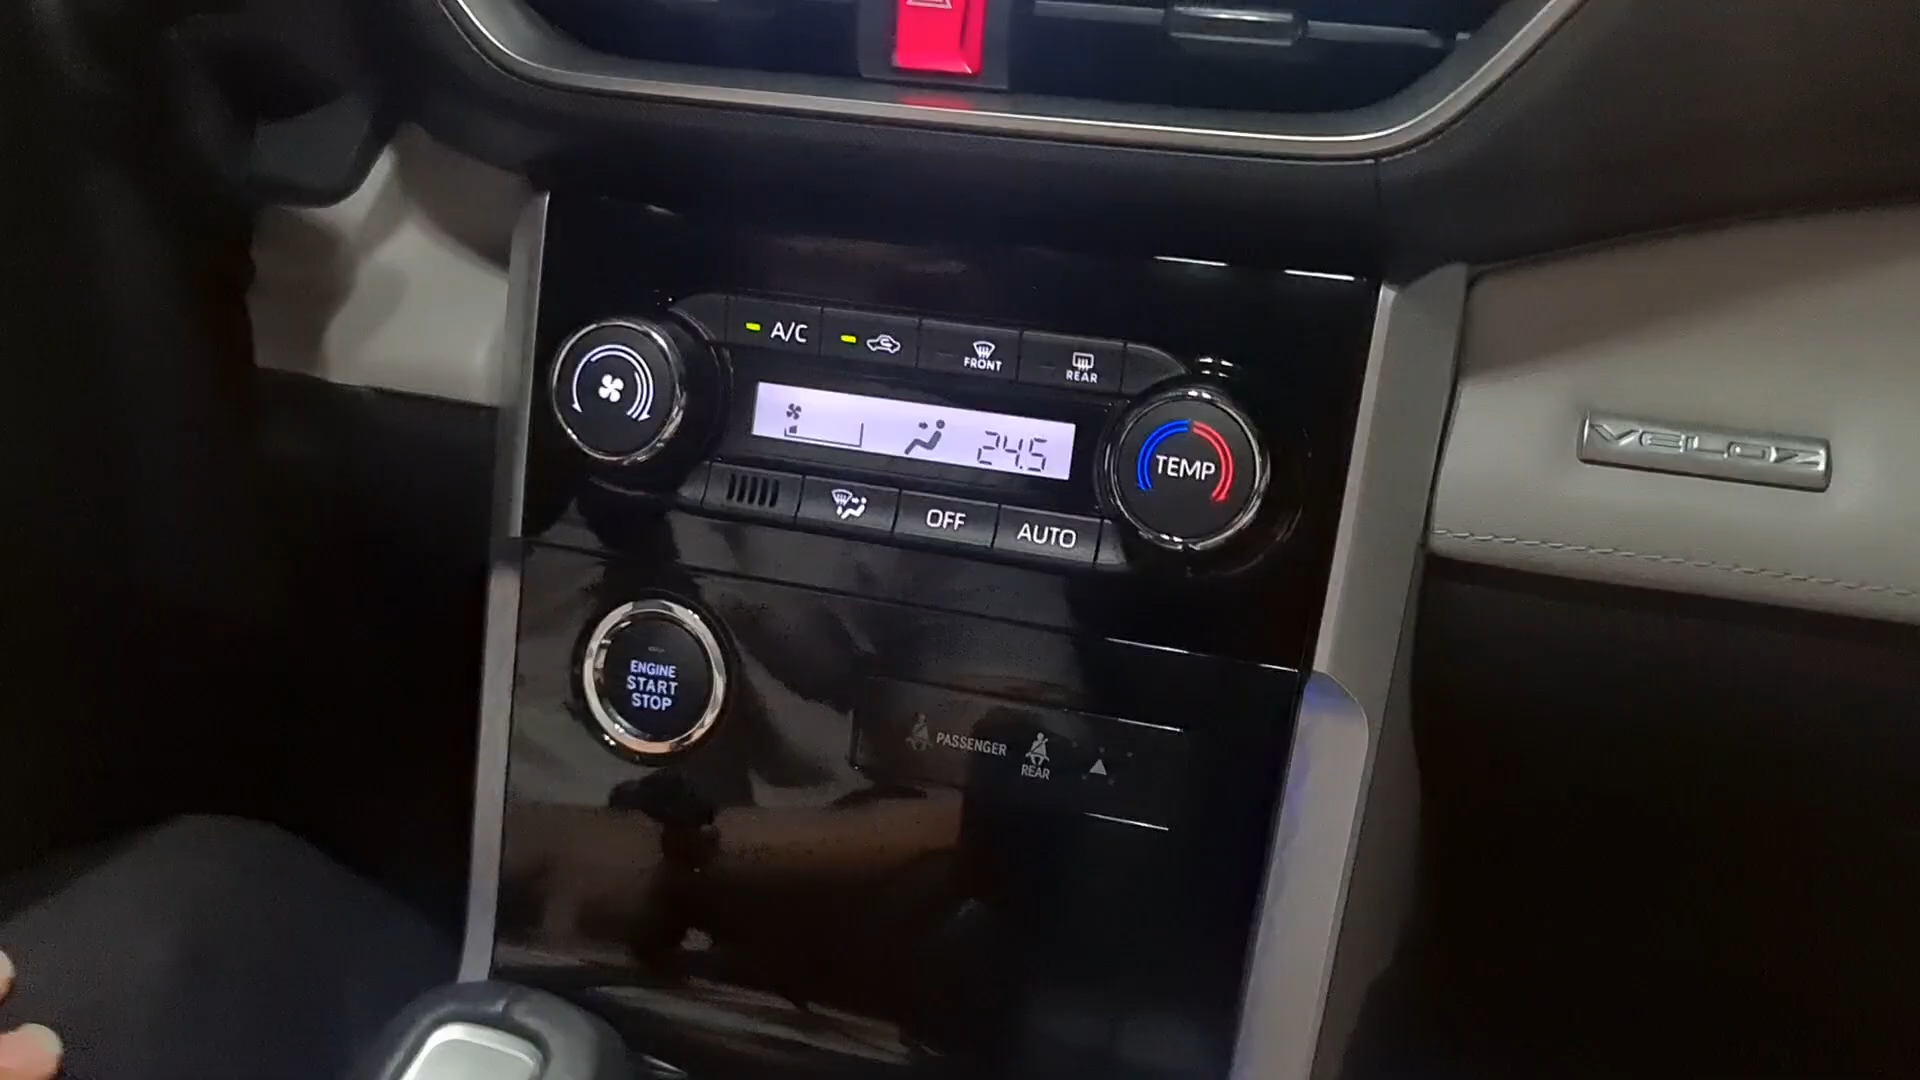 A/C
FRONT
REAR
24.5
TEMP
OFF
AUTO
VELOZ
ENGINE
START
STOP
PASSENGER
REAR